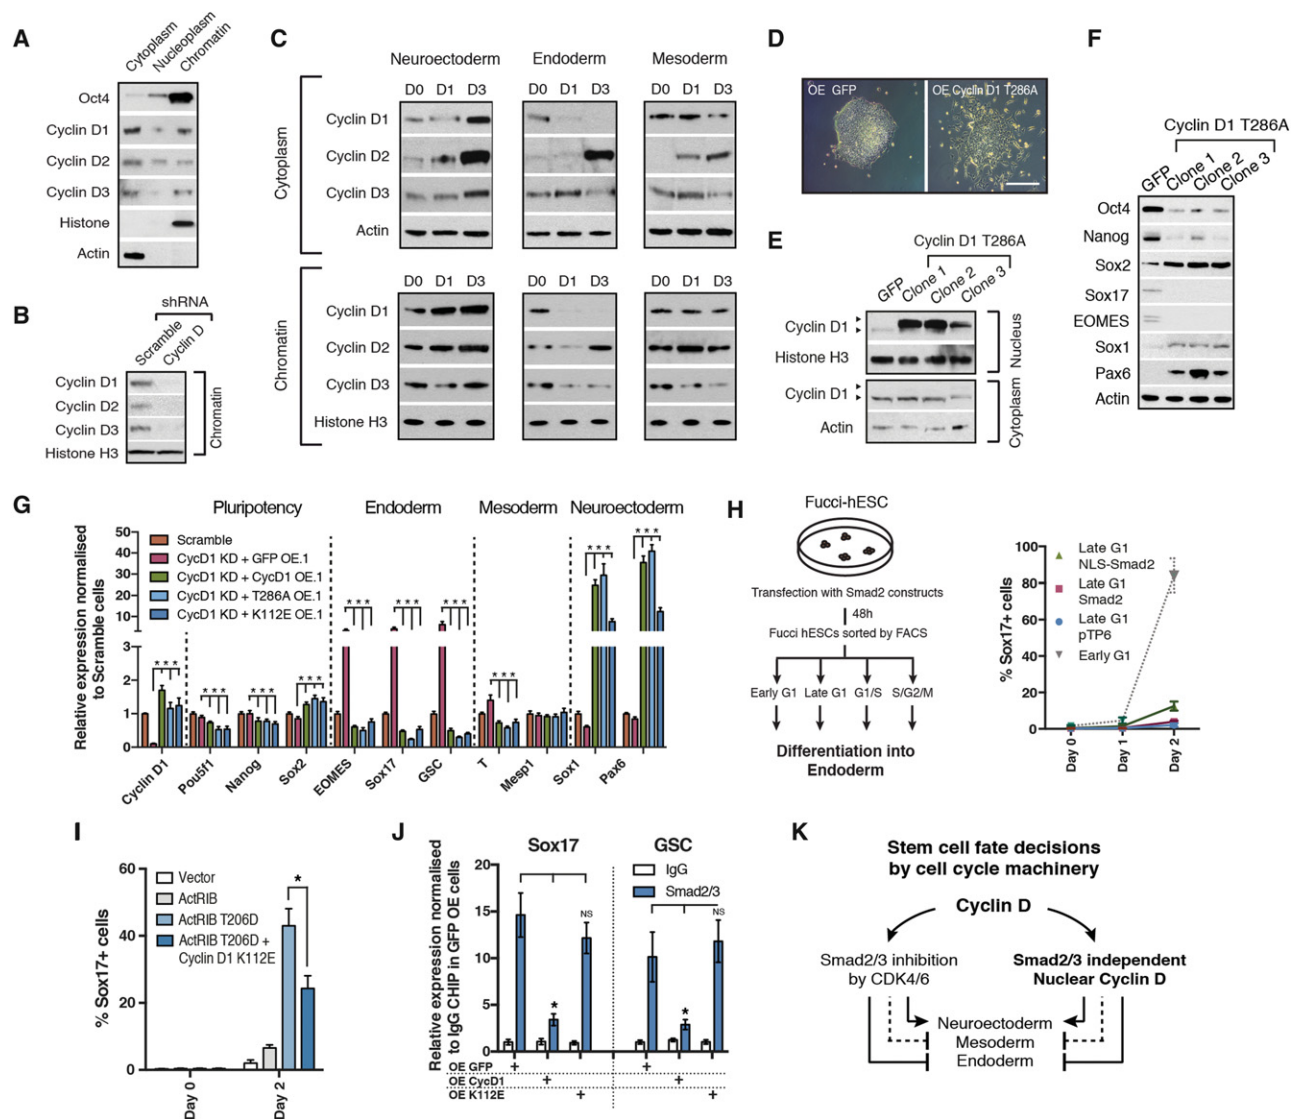 A
Cytoplasm
Nucleoplasm
Chromatin
Oct4
Cyclin D1
Cyclin D2
Cyclin D3
Histone
Actin
B
shRNA
Scramble
Cyclin D
Cyclin D1
Cyclin D2
Cyclin D3
Histone H3
Chromatin
C
Neuroectoderm Endoderm Mesoderm
D0 D1 D3 D0 D1 D3 D0 D1 D3
Cytoplasm
Cyclin D1
Cyclin D2
Cyclin D3
Actin
D0 D1 D3 D0 D1 D3 D0 D1 D3
Chromatin
Cyclin D1
Cyclin D2
Cyclin D3
Histone H3
D
OE GFP OE Cyclin D1 T286A
E
Cyclin D1 T286A
GFP
Clone 1
Clone 2
Clone 3
Cyclin D1
Histone H3
Nucleus
Cyclin D1
Actin
Cytoplasm
F
Cyclin D1 T286A
GFP
Clone 1
Clone 2
Clone 3
Oct4
Nanog
Sox2
Sox17
EOMES
Sox1
Pax6
Actin
G
Pluripotency Endoderm Mesoderm Neuroectoderm
Relative expression normalised
to Scramble cells
50
40
30
20
10
3
2
1
0
Scramble
CycD1 KD + GFP OE.1
CycD1 KD + CycD1 OE.1
CycD1 KD + T286A OE.1
CycD1 KD + K112E OE.1
* * *
* * *
* * *
* * *
* * *
* * *
* * *
* * *
* * *
* * *
Cyclin D1
Pou5f1
Nanog
Sox2
EOMES
Sox17
GSC
T
Mesp1
Sox1
Pax6
H
Fucci-hESC
Transfection with Smad2 constructs
48h
Fucci hESCs sorted by FACS
Early G1 Late G1 G1/S S/G2/M
Differentiation into
Endoderm
% Sox17+ cells
100
80
60
40
20
0
Day 0
Day 1
Day 2
Late G1
NLS-Smad2
Late G1
Smad2
Late G1
pTP6
Early G1
I
% Sox17+ cells
60
40
20
0
Vector
ActRIB
ActRIB T206D
ActRIB T206D +
Cyclin D1 K112E
*
Day 0
Day 2
J
Sox17 GSC
Relative expression normalised
to IgG CHIP in GFP OE cells
20
15
10
5
0
IgG
Smad2/3
NS
NS
*
*
OE GFP + +
OE CycD1 + +
OE K112E + +
K
Stem cell fate decisions
by cell cycle machinery
Cyclin D
Smad2/3 inhibition
by CDK4/6
Smad2/3 independent
Nuclear Cyclin D
Neuroectoderm
Mesoderm
Endoderm